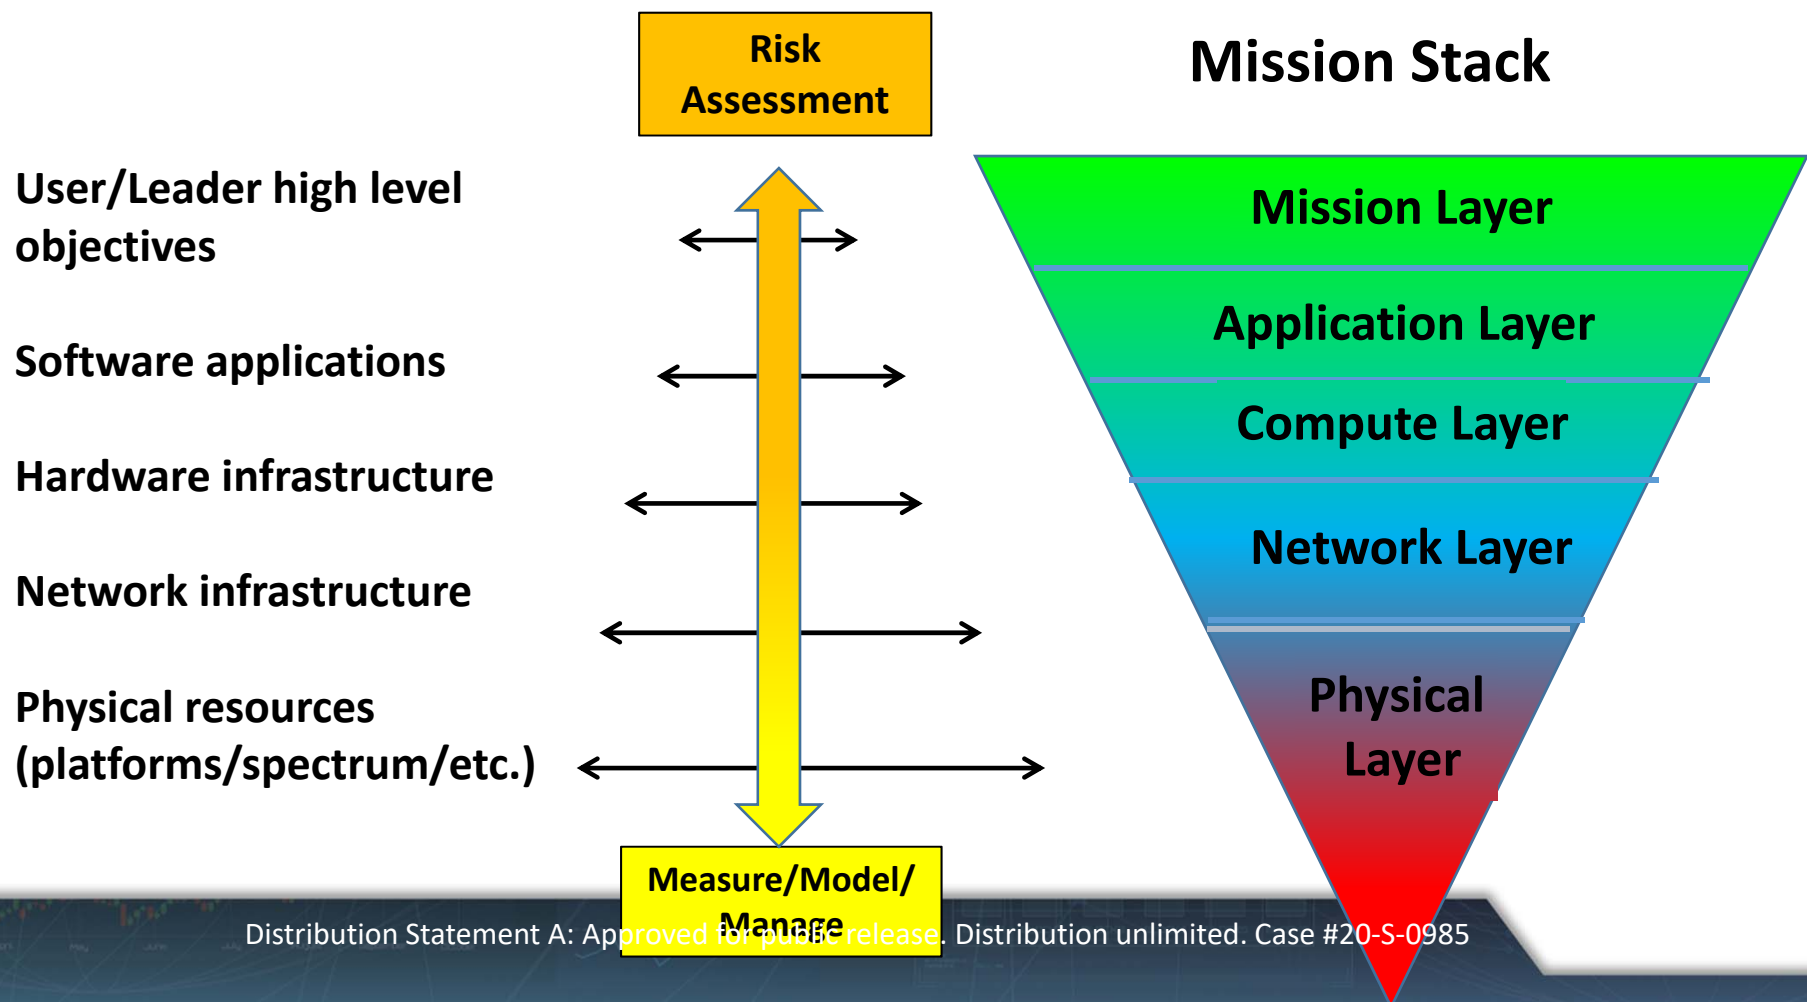 Risk
Assessment
Mission Stack
User/Leader high level
objectives
Software applications
Hardware infrastructure
Network infrastructure
Physical resources
(platforms/spectrum/etc.)
Mission Layer
Application Layer
Compute Layer
Network Layer
Physical
Layer
Measure/Model/
Manage
Distribution Statement A: Approved for public release. Distribution unlimited. Case #20-S-0985